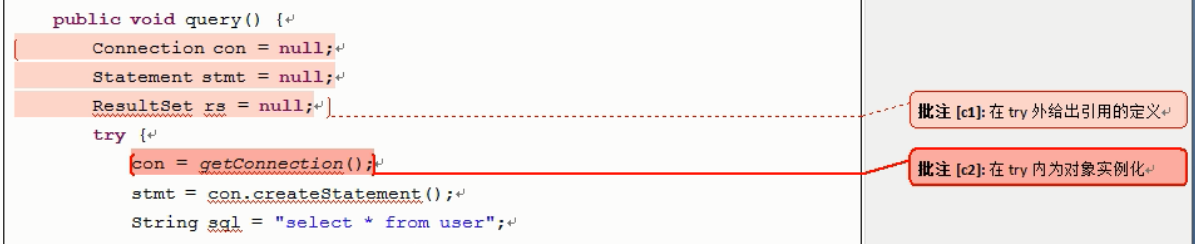 public void query() {
Connection con = null;
Statement stmt = null;
ResultSet rs = null;
批注 [c1]: 在 try 外给出引用的定义
try {
con = getConnection();
批注 [c2]: 在 try 内为对象实例化
stmt = con.createStatement();
String sql = "select * from user";